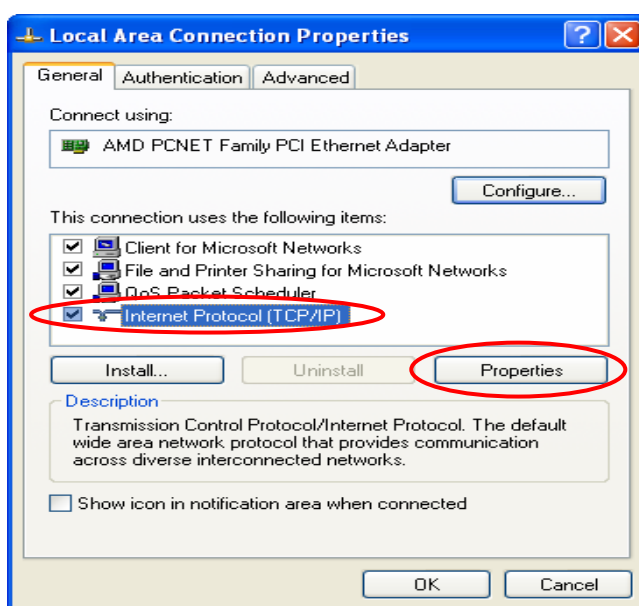 Local Area Connection Properties
General Authentication Advanced
Connect using:
AMD PCNET Family PCI Ethernet Adapter
Configure...
This connection uses the following items:
Client for Microsoft Networks
File and Printer Sharing for Microsoft Networks
QoS Packet Scheduler
Internet Protocol (TCP/IP)
Install... Uninstall Properties
Description
Transmission Control Protocol/Internet Protocol. The default
wide area network protocol that provides communication
across diverse interconnected networks.
Show icon in notification area when connected
OK Cancel